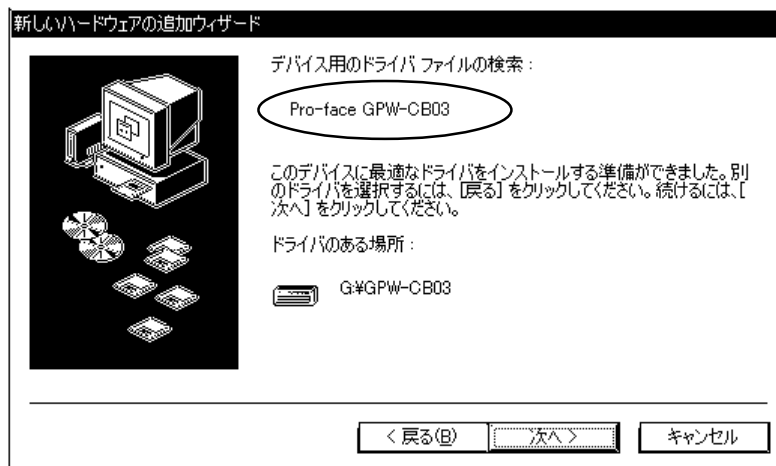 新しいハードウェアの追加ウィザード
デバイス用のドライバ ファイルの検索：
Pro-face GPW-CB03
このデバイスに最適なドライバをインストールする準備ができました。別
のドライバを選択するには、[戻る] をクリックしてください。続けるには、[
次へ] をクリックしてください。
ドライバのある場所：
G:¥GPW-CB03
< 戻る(B)
次へ >
キャンセル